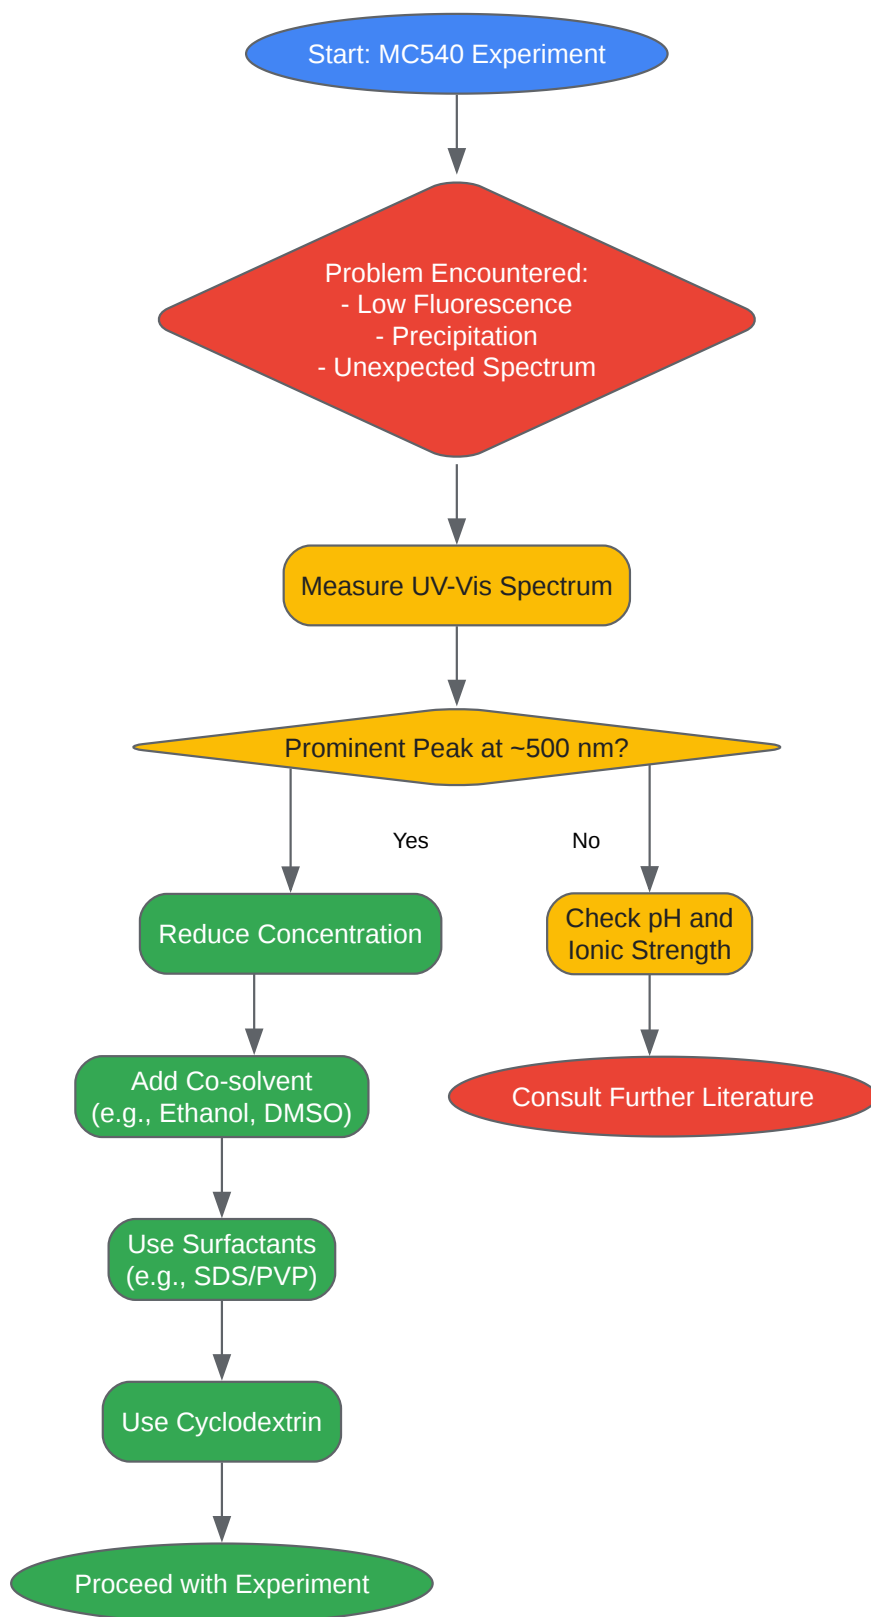 Start: MC540 Experiment
Problem Encountered:
- Low Fluorescence
- Precipitation
- Unexpected Spectrum
Measure UV-Vis Spectrum
Prominent Peak at ~500 nm?
Yes
No
Reduce Concentration
Check pH and
Ionic Strength
Add Co-solvent
(e.g., Ethanol, DMSO)
Consult Further Literature
Use Surfactants
(e.g., SDS/PVP)
Use Cyclodextrin
Proceed with Experiment